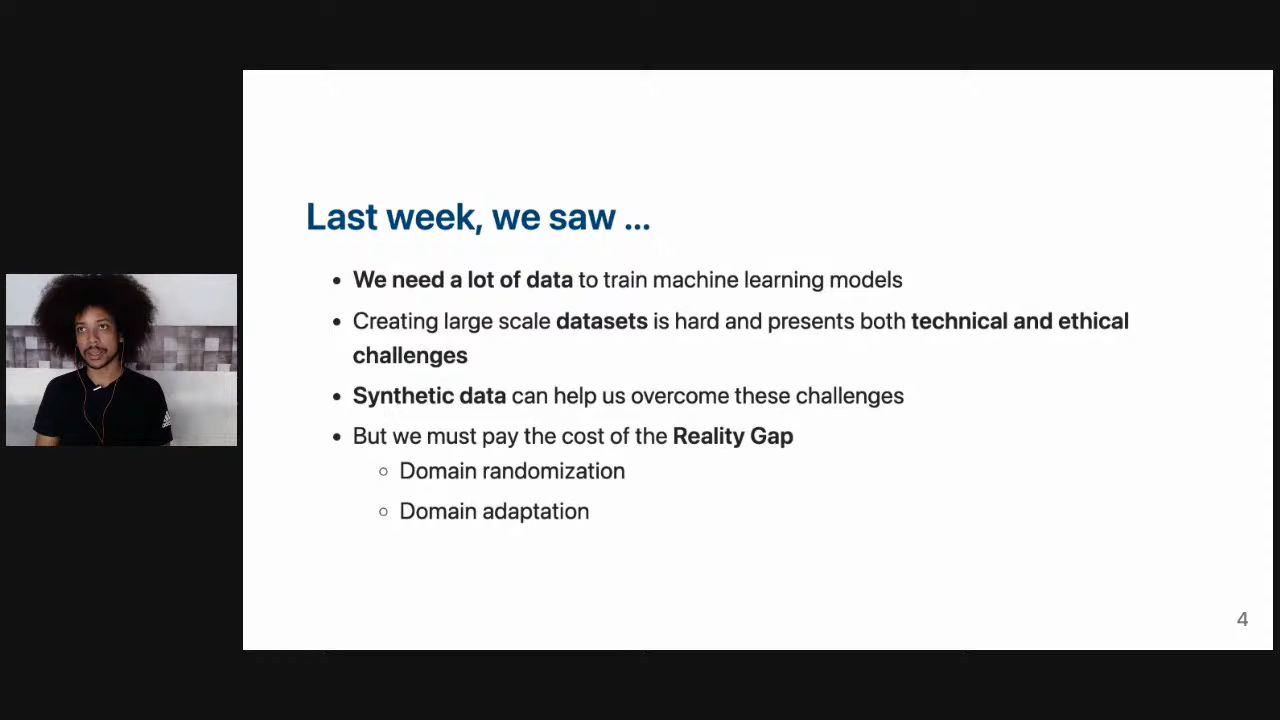 Last week, we saw ...
• We need a lot of data to train machine learning models
• Creating large scale datasets is hard and presents both technical and ethical
challenges
• Synthetic data can help us overcome these challenges
• But we must pay the cost of the Reality Gap
○ Domain randomization
○ Domain adaptation
4